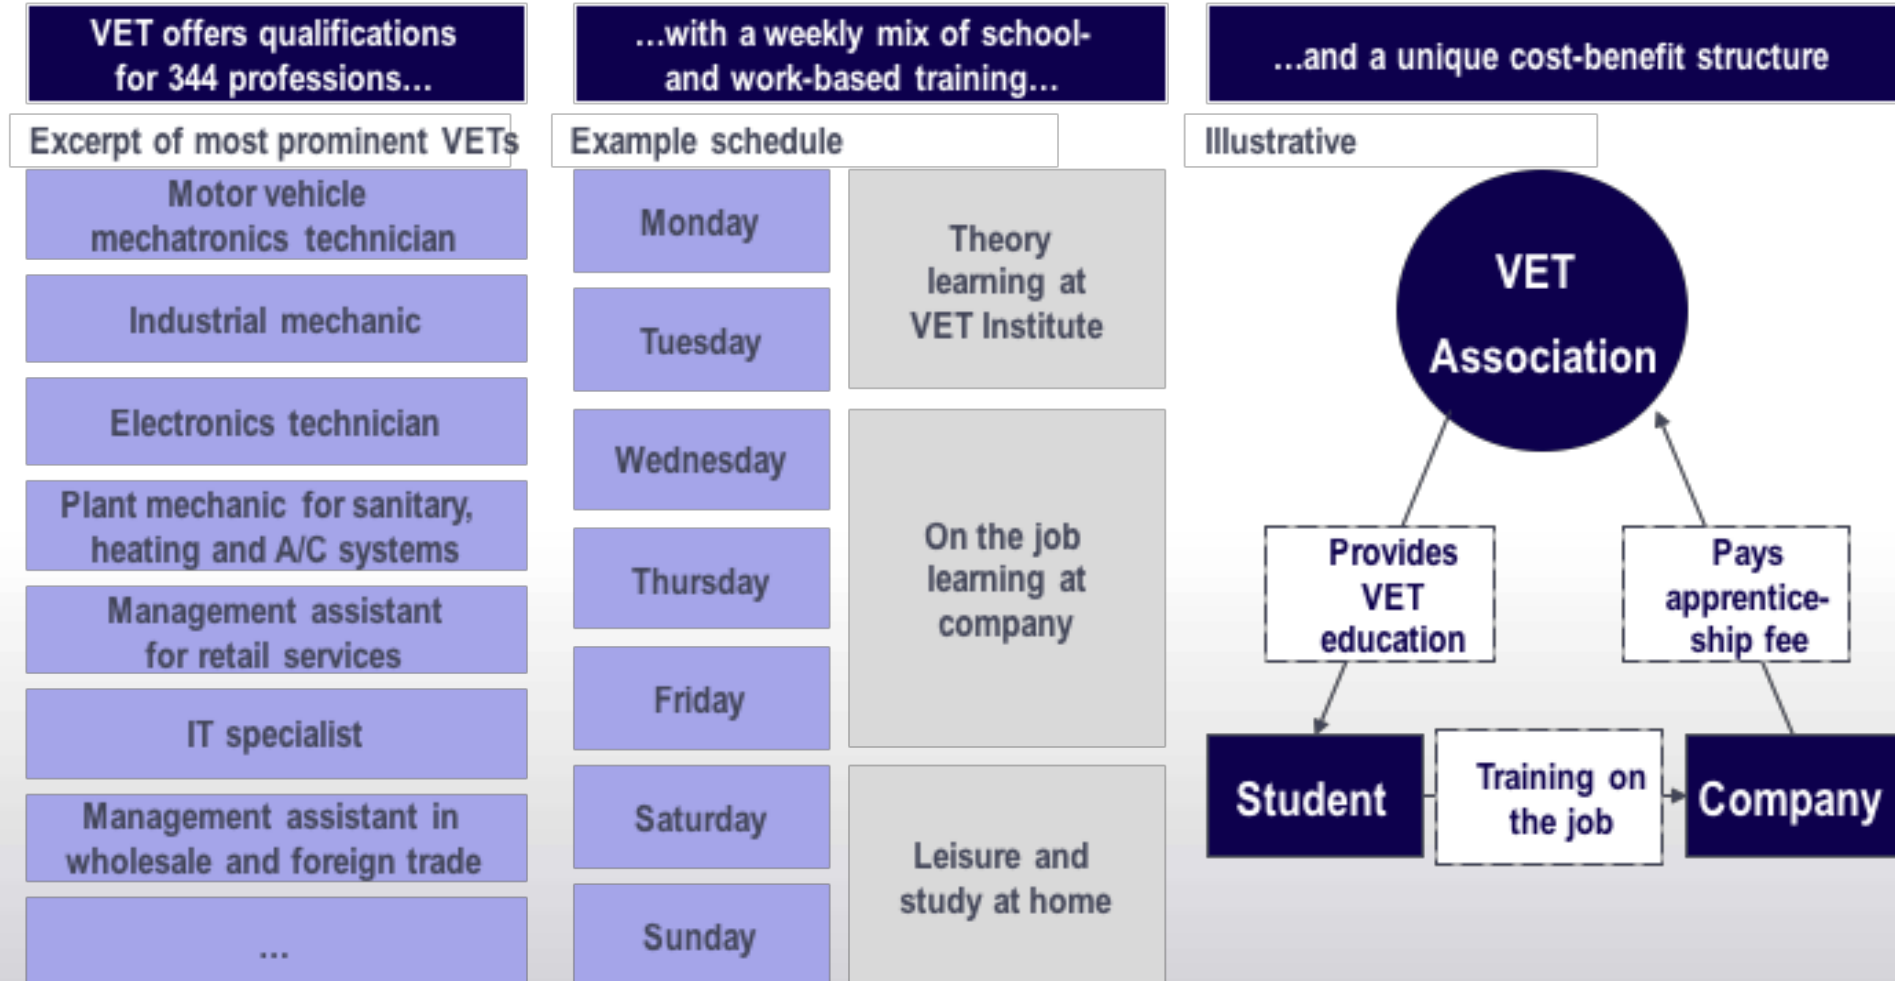 VET offers qualifications
for 344 professions...
Excerpt of most prominent VETs
Motor vehicle
mechatronics technician
Industrial mechanic
Electronics technician
Plant mechanic for sanitary,
heating and A/C systems
Management assistant
for retail services
IT specialist
Management assistant in
wholesale and foreign trade
...
...with a weekly mix of school-
and work-based training...
Example schedule
Monday
Tuesday
Wednesday
Thursday
Friday
Saturday
Sunday
Theory
learning at
VET Institute
On the job
learning at
company
Leisure and
study at home
...and a unique cost-benefit structure
Illustrative
VET
Association
Provides
VET
education
Pays
apprentice-
ship fee
Student
Training on
the job
Company